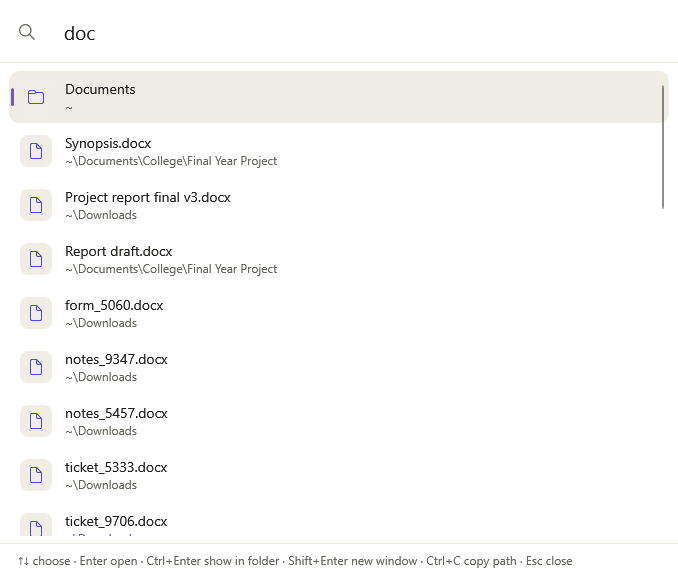 doc
Documents
~
Synopsis.docx
~\Documents\College\Final Year Project
Project report final v3.docx
~\Downloads
Report draft.docx
~\Documents\College\Final Year Project
form_5060.docx
~\Downloads
notes_9347.docx
~\Downloads
notes_5457.docx
~\Downloads
ticket_5333.docx
~\Downloads
ticket_9706.docx
↑↓ choose · Enter open · Ctrl+Enter show in folder · Shift+Enter new window · Ctrl+C copy path · Esc close